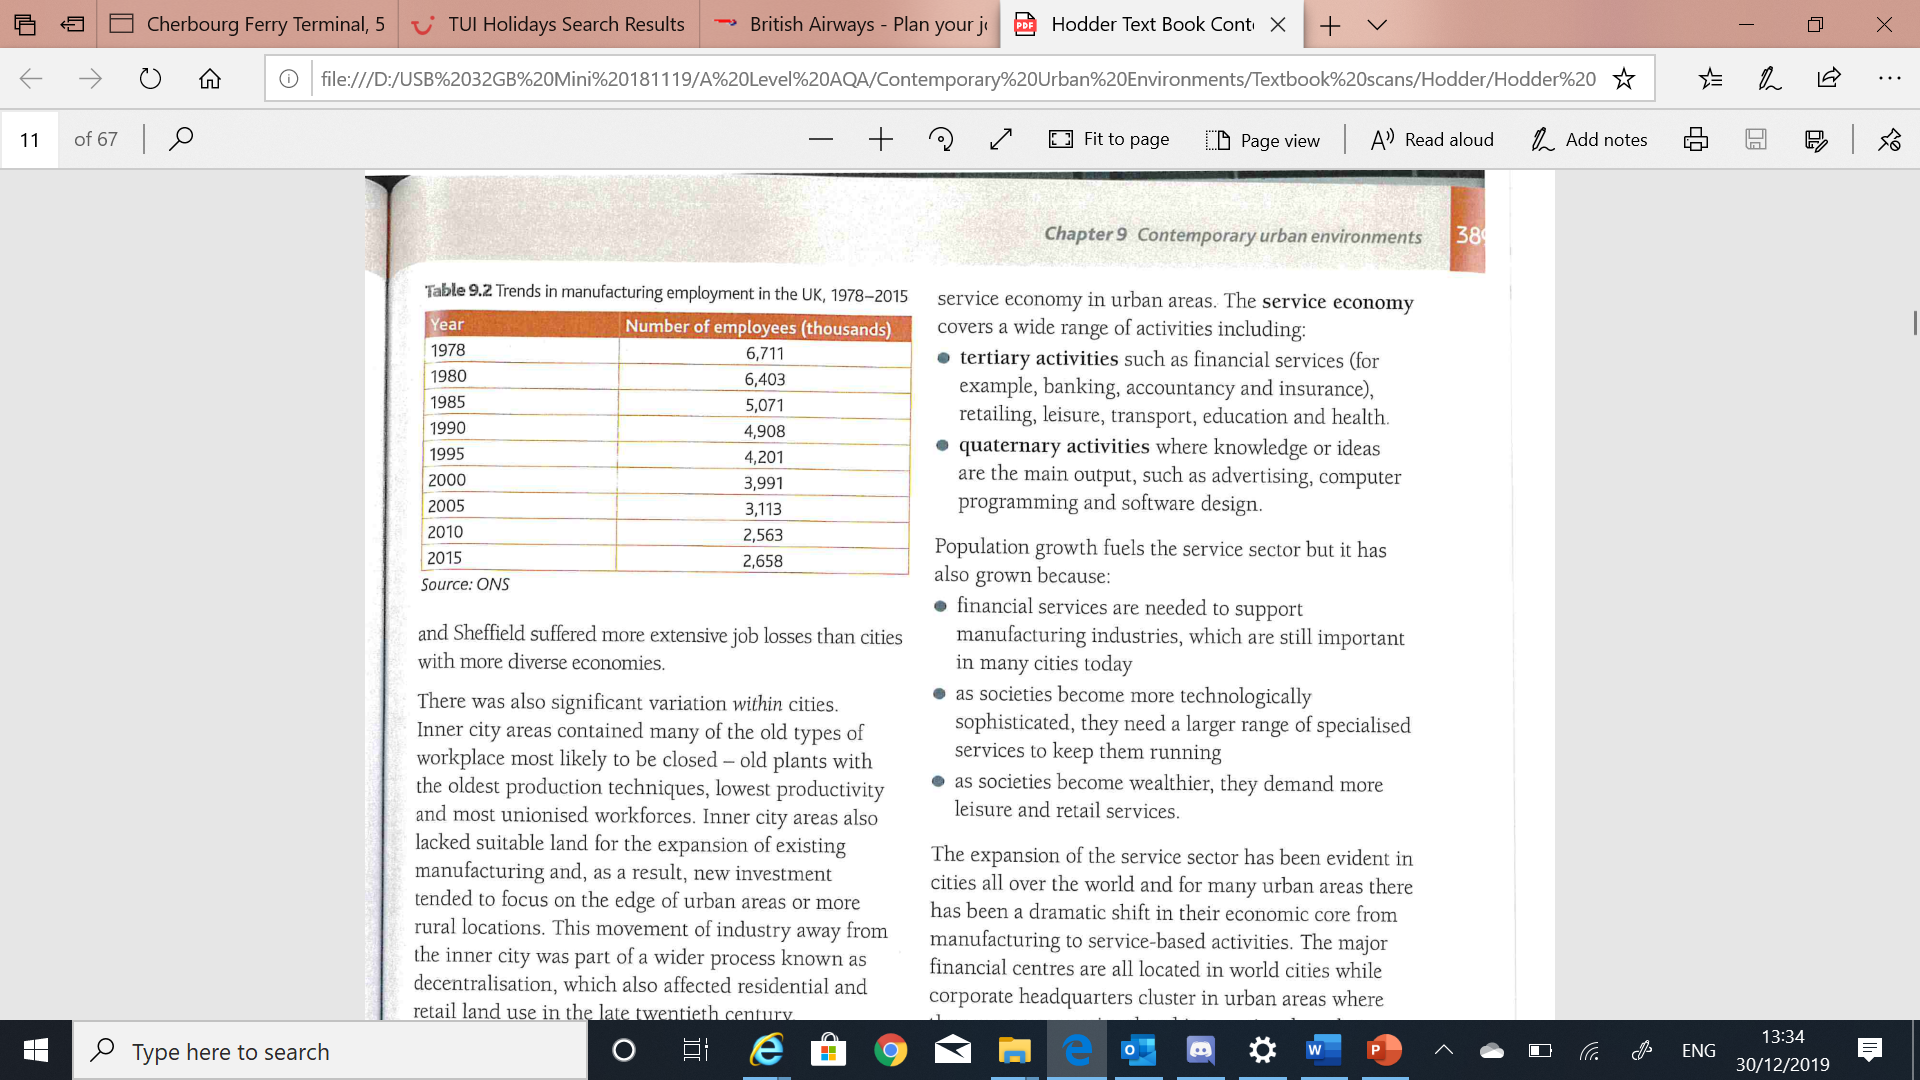 Cherbourg Ferry Terminal, 5
TUI Holidays Search Results
British Airways - Plan your jo
Hodder Text Book Conte
file:///D:/USB%2032GB%20Mini%20181119/A%20Level%20AQA/Contemporary%20Urban%20Environments/Textbook%20scans/Hodder/Hodder%20
11 of 67
Fit to page
Page view
Read aloud
Add notes
Chapter 9 Contemporary urban environments
Table 9.2 Trends in manufacturing employment in the UK, 1978–2015
Year Number of employees (thousands)
1978 6,711
1980 6,403
1985 5,071
1990 4,908
1995 4,201
2000 3,991
2005 3,113
2010 2,563
2015 2,658
Source: ONS
and Sheffield suffered more extensive job losses than cities
with more diverse economies.
There was also significant variation within cities.
Inner city areas contained many of the old types of
workplace most likely to be closed – old plants with
the oldest production techniques, lowest productivity
and most unionised workforces. Inner city areas also
lacked suitable land for the expansion of existing
manufacturing and, as a result, new investment
tended to focus on the edge of urban areas or more
rural locations. This movement of industry away from
the inner city was part of a wider process known as
decentralisation, which also affected residential and
retail land use in the late twentieth century.
service economy in urban areas. The service economy
covers a wide range of activities including:
● tertiary activities such as financial services (for
example, banking, accountancy and insurance),
retailing, leisure, transport, education and health.
● quaternary activities where knowledge or ideas
are the main output, such as advertising, computer
programming and software design.
Population growth fuels the service sector but it has
also grown because:
● financial services are needed to support
manufacturing industries, which are still important
in many cities today
● as societies become more technologically
sophisticated, they need a larger range of specialised
services to keep them running
● as societies become wealthier, they demand more
leisure and retail services.
The expansion of the service sector has been evident in
cities all over the world and for many urban areas there
has been a dramatic shift in their economic core from
manufacturing to service-based activities. The major
financial centres are all located in world cities while
corporate headquarters cluster in urban areas where
Type here to search
ENG
13:34
30/12/2019